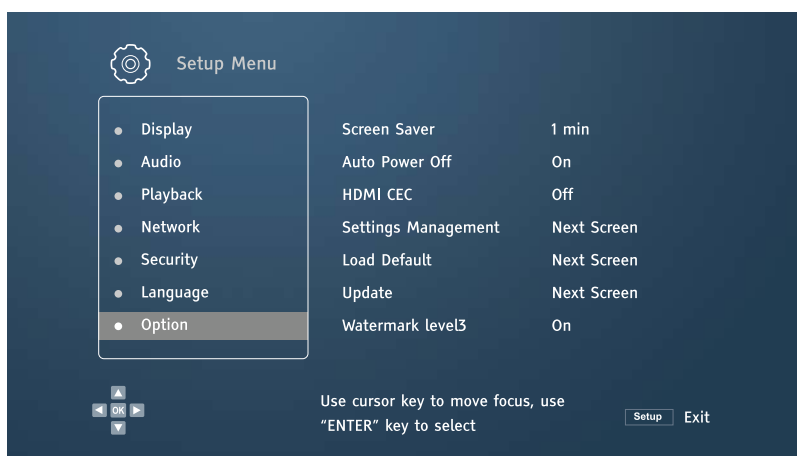 Setup Menu
Display
Screen Saver 1 min
Audio
Auto Power Off On
Playback
HDMI CEC Off
Network
Settings Management Next Screen
Security
Load Default Next Screen
Language
Update Next Screen
Option
Watermark level3 On
OK
Use cursor key to move focus, use
"ENTER" key to select
Setup Exit